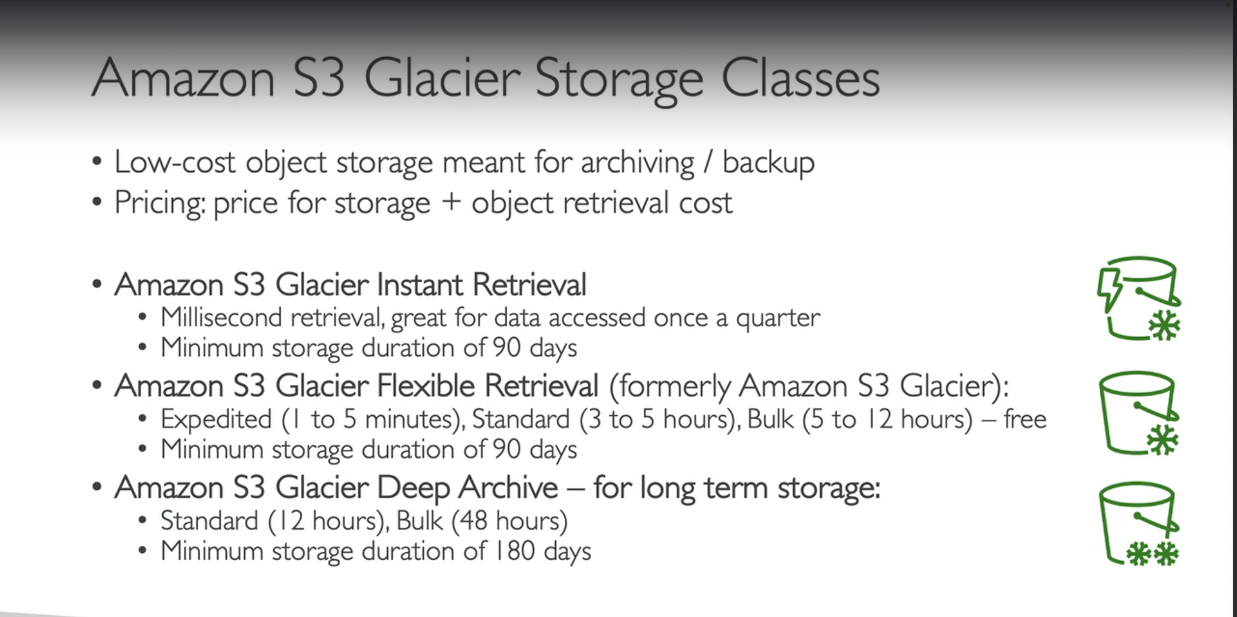 Amazon S3 Glacier Storage Classes
• Low-cost object storage meant for archiving / backup
• Pricing: price for storage + object retrieval cost
• Amazon S3 Glacier Instant Retrieval
• Millisecond retrieval, great for data accessed once a quarter
• Minimum storage duration of 90 days
• Amazon S3 Glacier Flexible Retrieval (formerly Amazon S3 Glacier):
• Expedited (1 to 5 minutes), Standard (3 to 5 hours), Bulk (5 to 12 hours) – free
• Minimum storage duration of 90 days
• Amazon S3 Glacier Deep Archive – for long term storage:
• Standard (12 hours), Bulk (48 hours)
• Minimum storage duration of 180 days